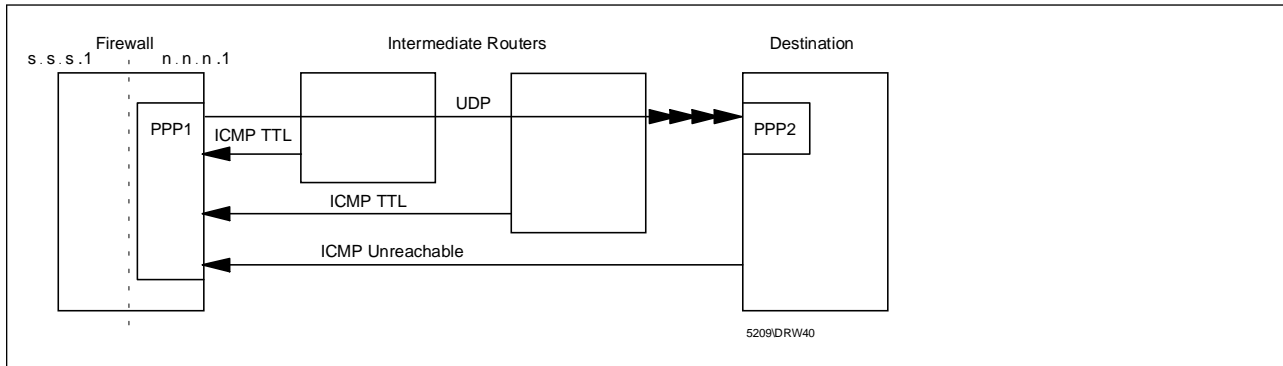 Firewall
Intermediate Routers
Destination
s.s.s.1
n.n.n.1
UDP
PPP1
PPP2
ICMP TTL
ICMP TTL
ICMP Unreachable
5209\DRW40